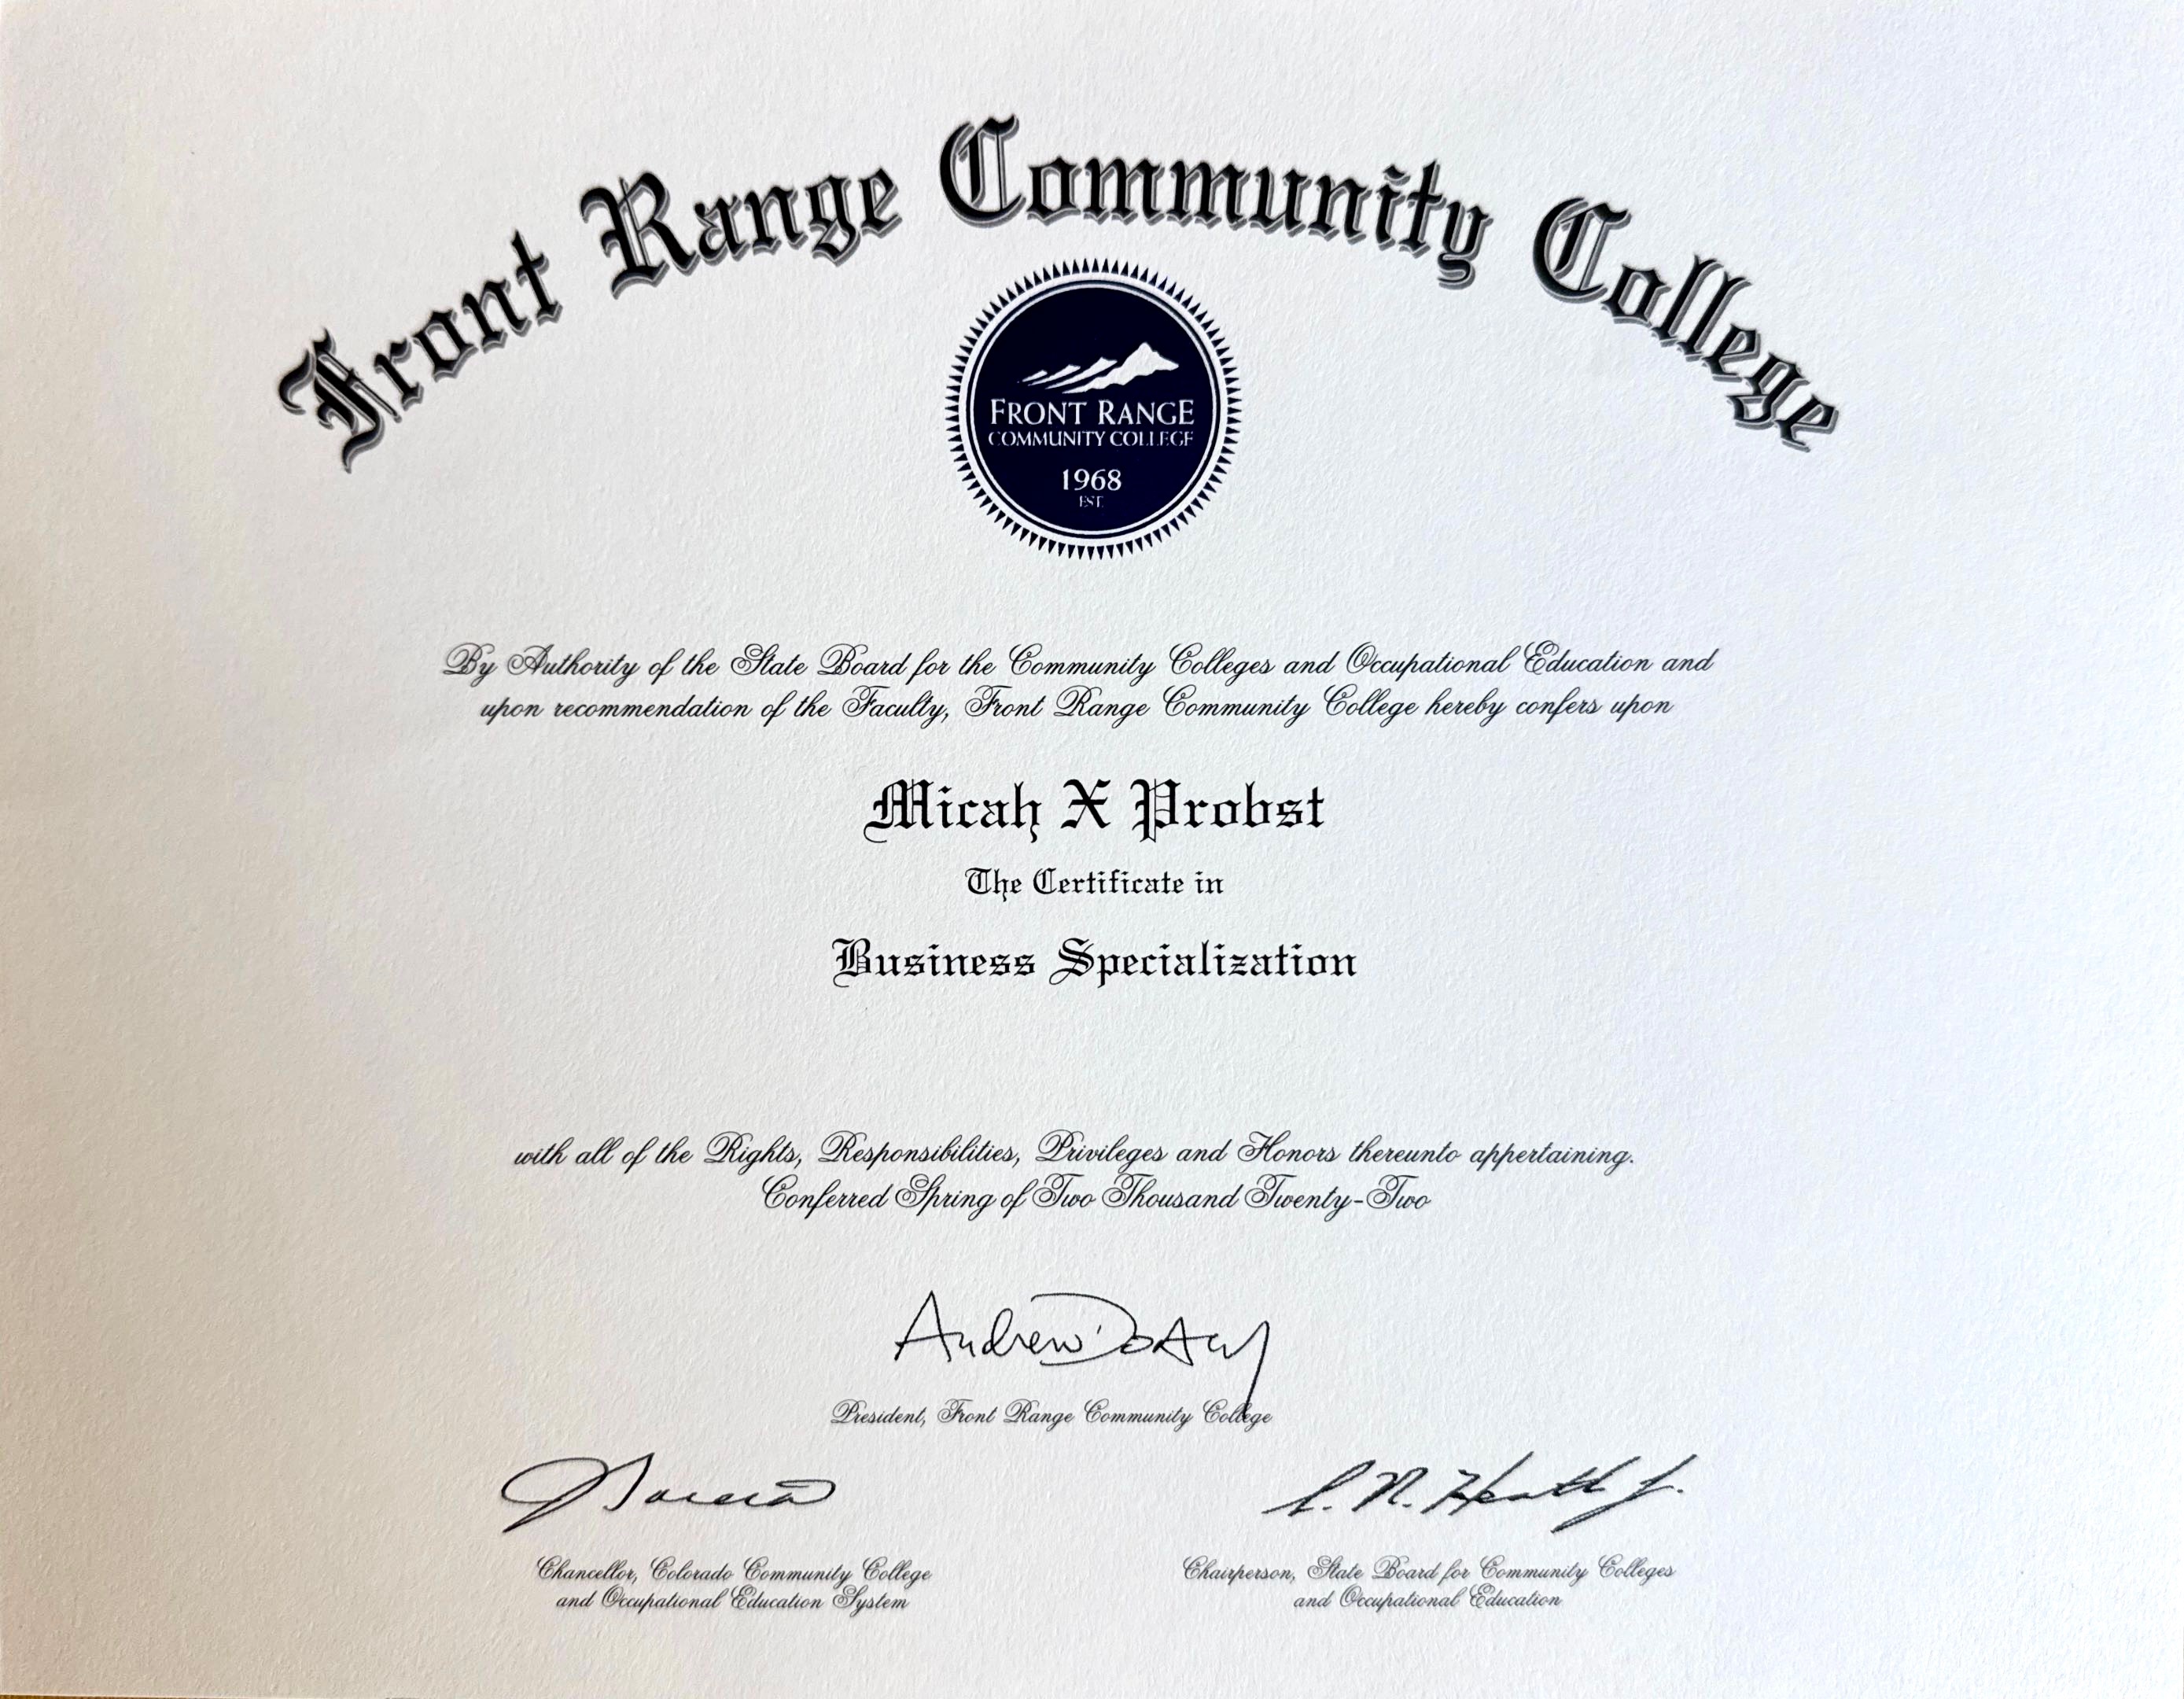 Front Range Community College
FRONT RANGE
COMMUNITY COLLEGE
1968
EST.
By Authority of the State Board for the Community Colleges and Occupational Education and
upon recommendation of the Faculty, Front Range Community College hereby confers upon
Micah X Probst
The Certificate in
Business Specialization
with all of the Rights, Responsibilities, Privileges and Honors thereunto appertaining.
Conferred Spring of Two Thousand Twenty-Two
Andrew Dorsey
President, Front Range Community College
Chancellor, Colorado Community College
and Occupational Education System
Chairperson, State Board for Community Colleges
and Occupational Education